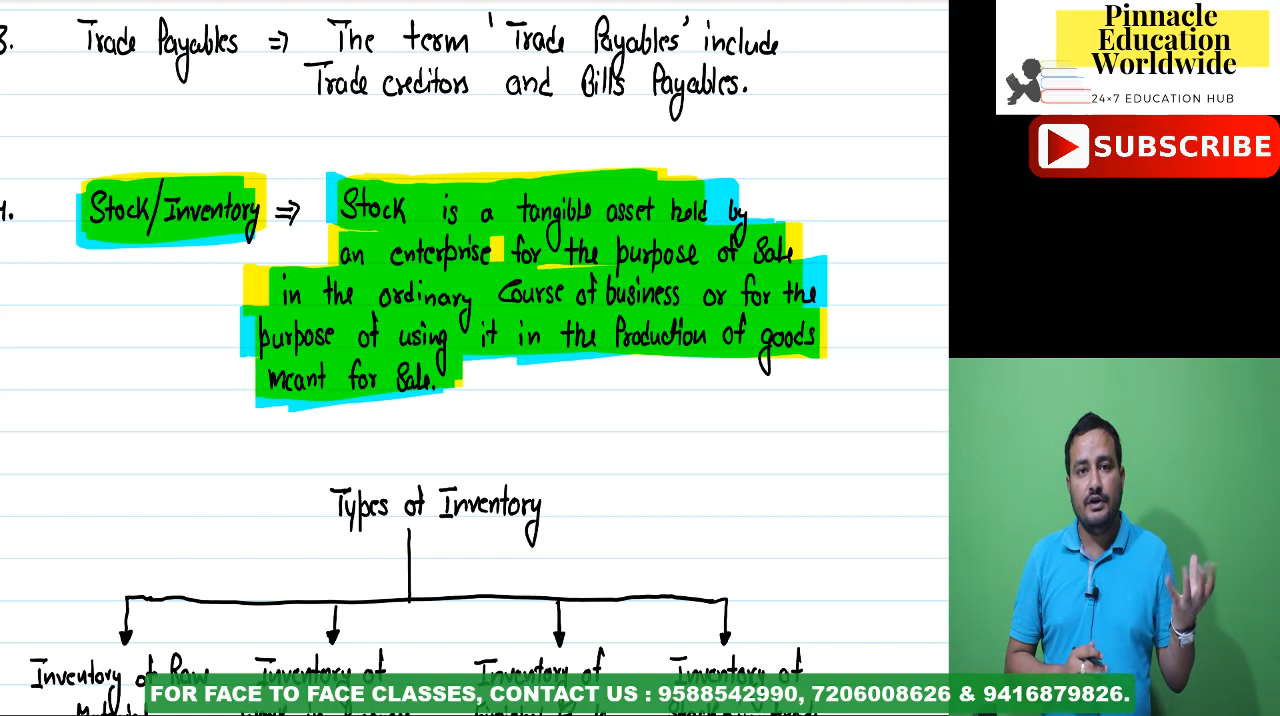 3. Trade Payables ⇒ The term 'Trade Payables' include
Trade creditors and Bills Payables.
4. Stock/Inventory ⇒ Stock is a tangible asset held by
an enterprise for the purpose of Sale
in the ordinary Course of business or for the
purpose of using it in the Production of goods
meant for Sale.
Types of Inventory
Inventory of Raw
Inventory of
Inventory of
Inventory of
Pinnacle
Education
Worldwide
24×7 EDUCATION HUB
SUBSCRIBE
FOR FACE TO FACE CLASSES, CONTACT US : 9588542990, 7206008626 & 9416879826.